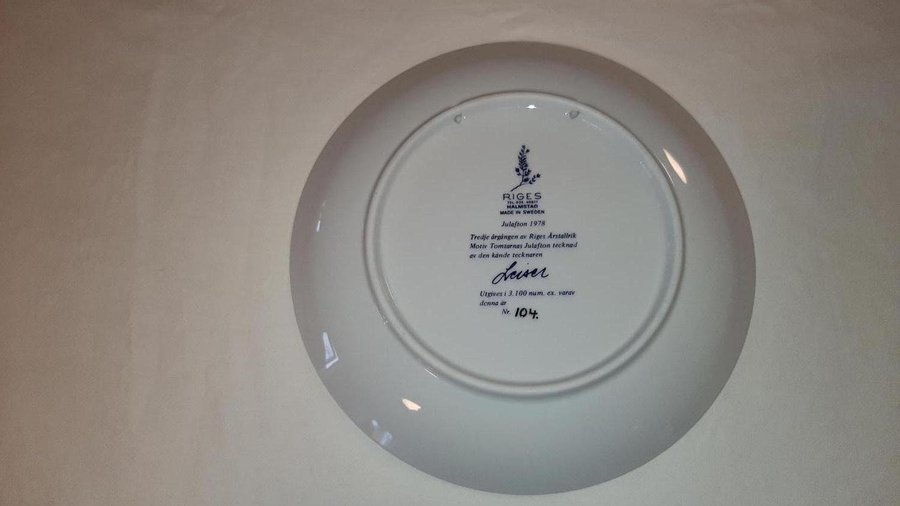 RIGES
HALMSTAD
MADE IN SWEDEN
Julafton 1978
Tredje årgången av Riges Årstallrik
Motiv Tomtarnas Julafton tecknad
av den kände tecknaren
Leiser
Utgives i 3.100 num. ex. varav
denna är
Nr. 104.